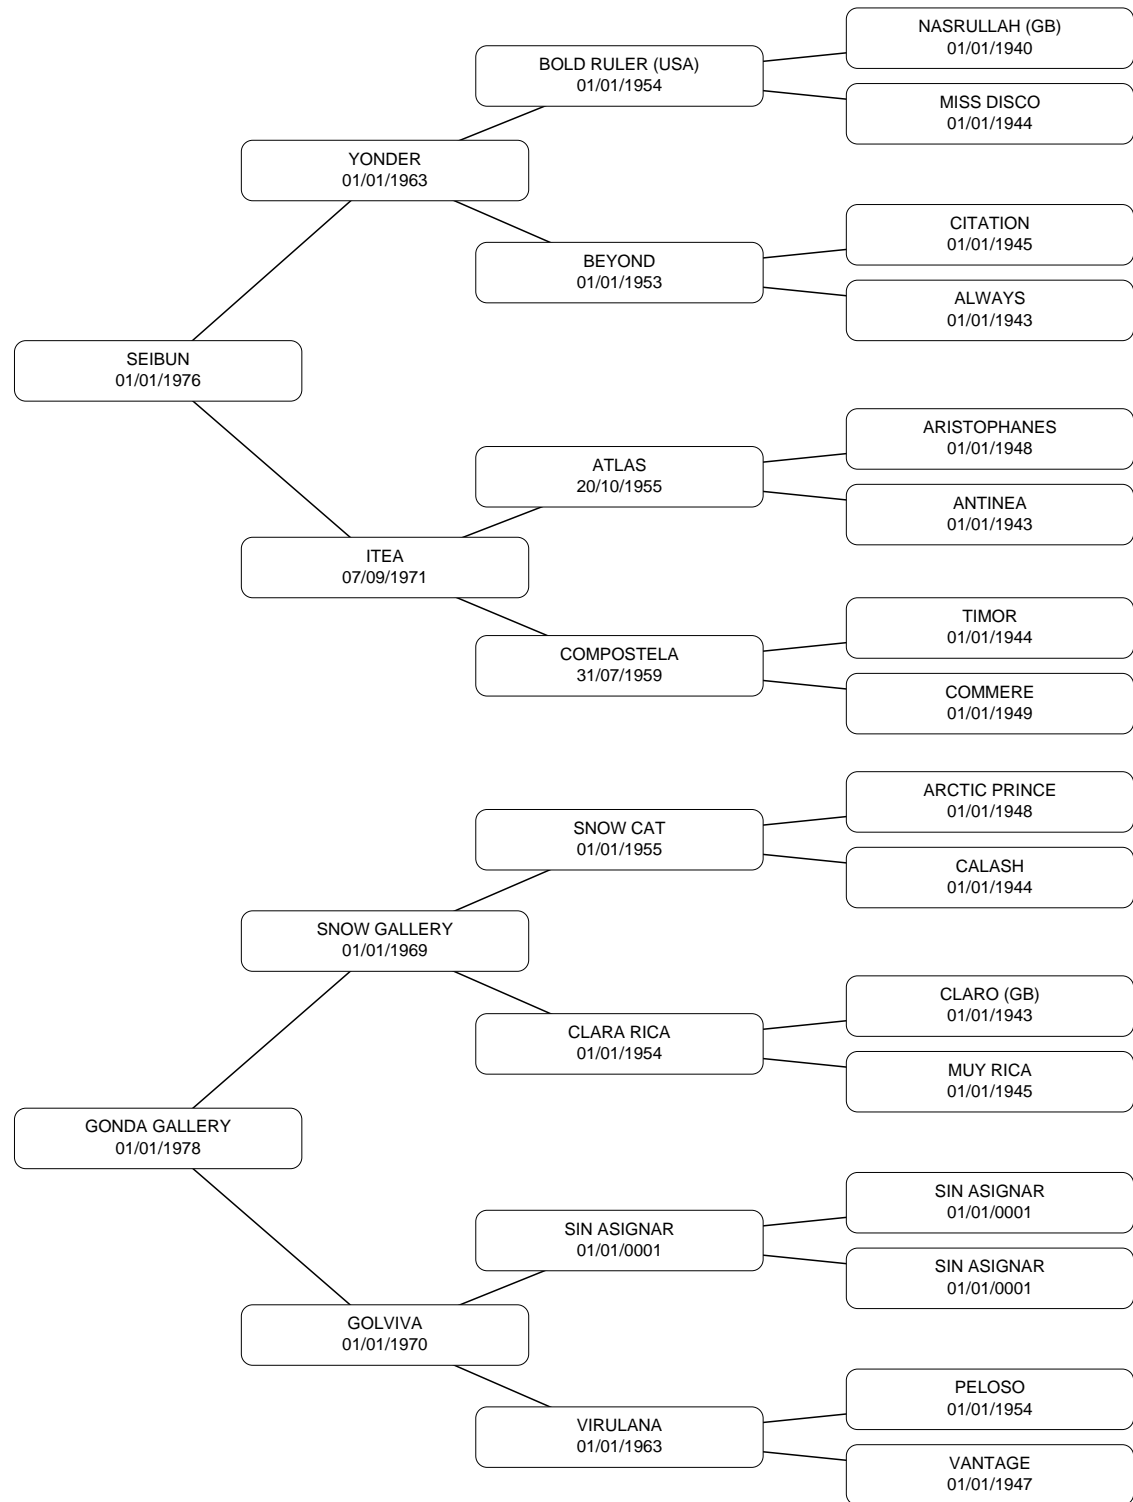 NASRULLAH (GB)
01/01/1940
BOLD RULER (USA)
01/01/1954
MISS DISCO
01/01/1944
YONDER
01/01/1963
CITATION
01/01/1945
BEYOND
01/01/1953
ALWAYS
01/01/1943
SEIBUN
01/01/1976
ARISTOPHANES
01/01/1948
ATLAS
20/10/1955
ANTINEA
01/01/1943
ITEA
07/09/1971
TIMOR
01/01/1944
COMPOSTELA
31/07/1959
COMMERE
01/01/1949
ARCTIC PRINCE
01/01/1948
SNOW CAT
01/01/1955
CALASH
01/01/1944
SNOW GALLERY
01/01/1969
CLARO (GB)
01/01/1943
CLARA RICA
01/01/1954
MUY RICA
01/01/1945
GONDA GALLERY
01/01/1978
SIN ASIGNAR
01/01/0001
SIN ASIGNAR
01/01/0001
SIN ASIGNAR
01/01/0001
GOLVIVA
01/01/1970
PELOSO
01/01/1954
VIRULANA
01/01/1963
VANTAGE
01/01/1947